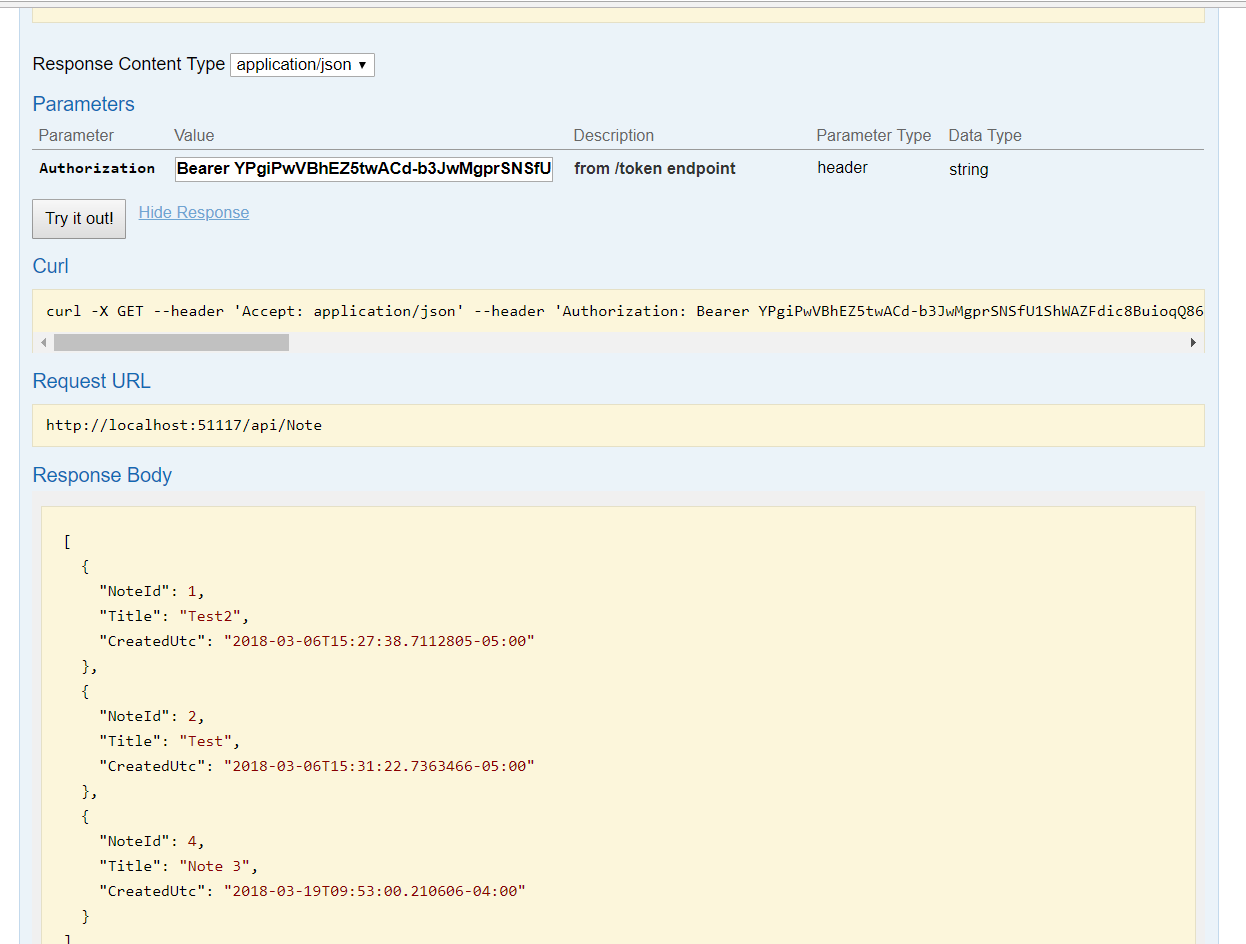 Response Content Type application/json ▼
Parameters
Parameter Value Description Parameter Type Data Type
Authorization Bearer YPgiPwVBhEZ5twACd-b3JwMgprSNSfU from /token endpoint header string
Try it out! Hide Response
Curl
curl -X GET --header 'Accept: application/json' --header 'Authorization: Bearer YPgiPwVBhEZ5twACd-b3JwMgprSNSfU1ShWAZFdic8BuioqQ86
Request URL
http://localhost:51117/api/Note
Response Body
[
{
"NoteId": 1,
"Title": "Test2",
"CreatedUtc": "2018-03-06T15:27:38.7112805-05:00"
},
{
"NoteId": 2,
"Title": "Test",
"CreatedUtc": "2018-03-06T15:31:22.7363466-05:00"
},
{
"NoteId": 4,
"Title": "Note 3",
"CreatedUtc": "2018-03-19T09:53:00.210606-04:00"
}
]